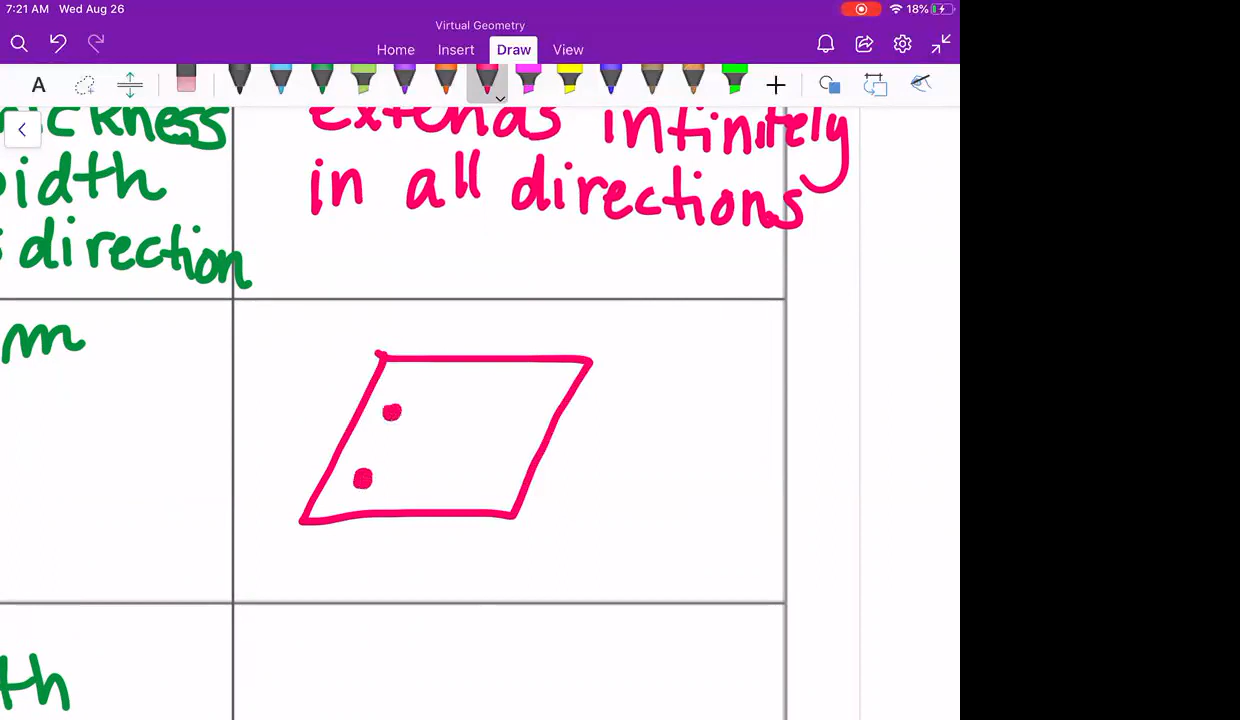 7:21 AM Wed Aug 26
18%
Virtual Geometry
Home Insert Draw View
A
width
direction
m
th
extends infinitely
in all directions